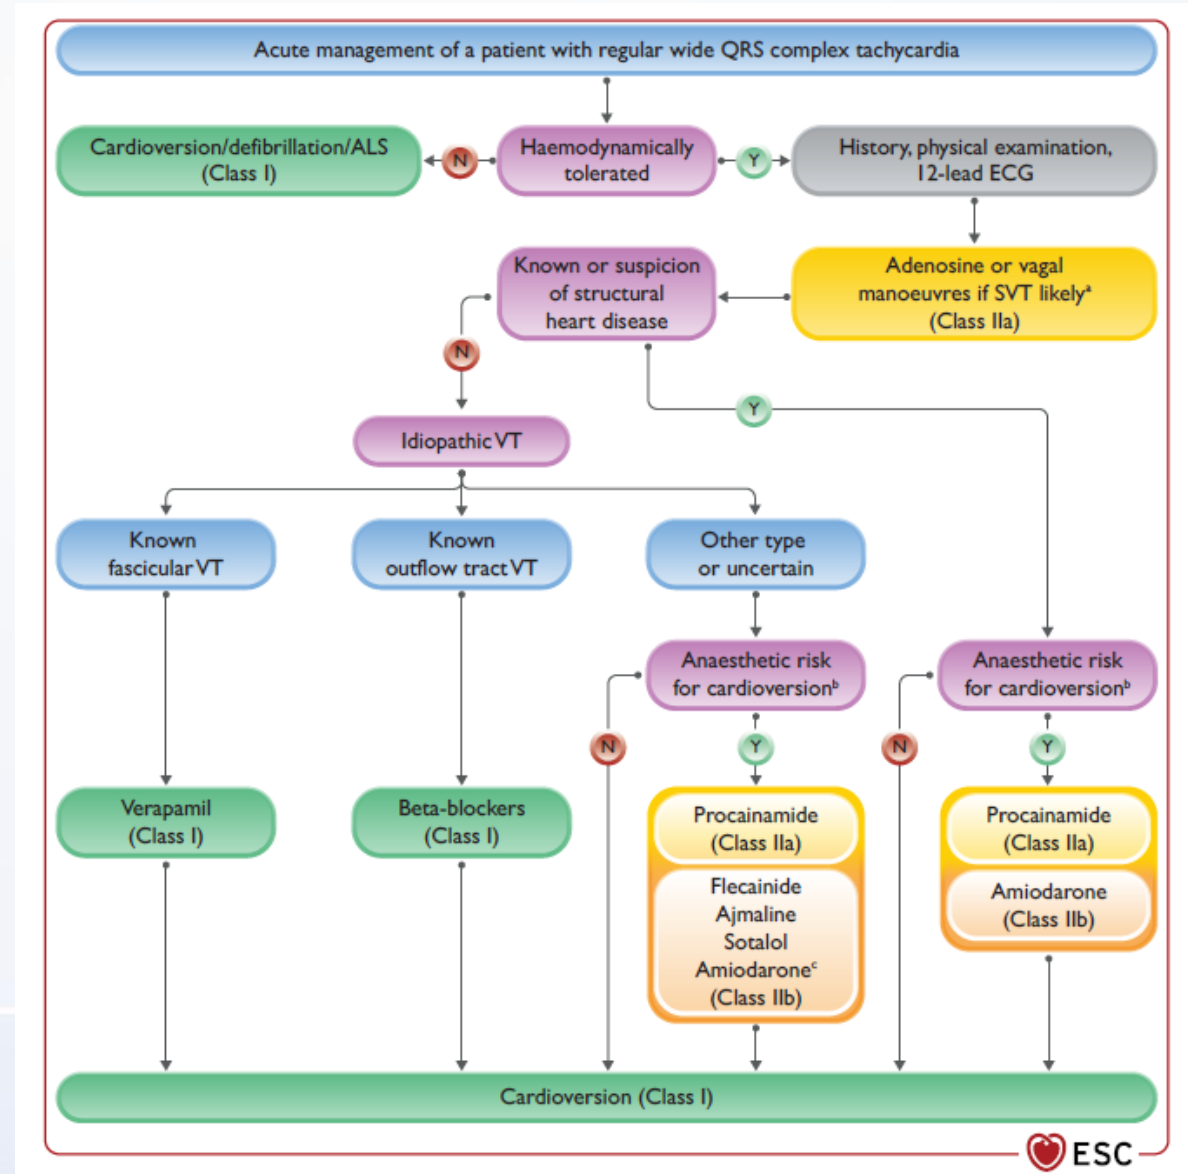 Acute management of a patient with regular wide QRS complex tachycardia
Cardioversion/defibrillation/ALS
(Class I)
N
Haemodynamically
tolerated
Y
History, physical examination,
12-lead ECG
Known or suspicion
of structural
heart disease
Adenosine or vagal
manoeuvres if SVT likelyᵃ
(Class IIa)
N
Y
Idiopathic VT
Known
fascicular VT
Known
outflow tract VT
Other type
or uncertain
Anaesthetic risk
for cardioversionᵇ
Anaesthetic risk
for cardioversionᵇ
N
Y
N
Y
Verapamil
(Class I)
Beta-blockers
(Class I)
Procainamide
(Class IIa)
Flecainide
Ajmaline
Sotalol
Amiodaroneᶜ
(Class IIb)
Procainamide
(Class IIa)
Amiodarone
(Class IIb)
Cardioversion (Class I)
ESC